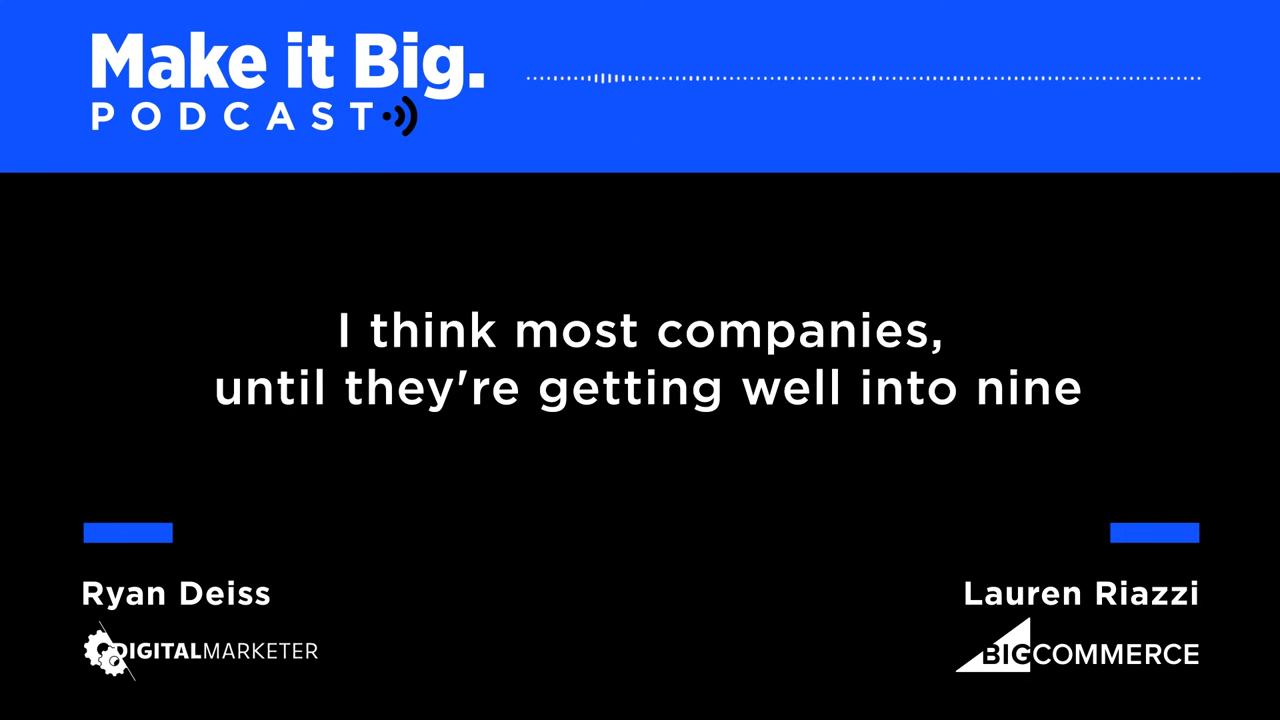 Make it Big.
PODCAST
I think most companies,
until they're getting well into nine
Ryan Deiss
Lauren Riazzi
DIGITALMARKETER
BIGCOMMERCE